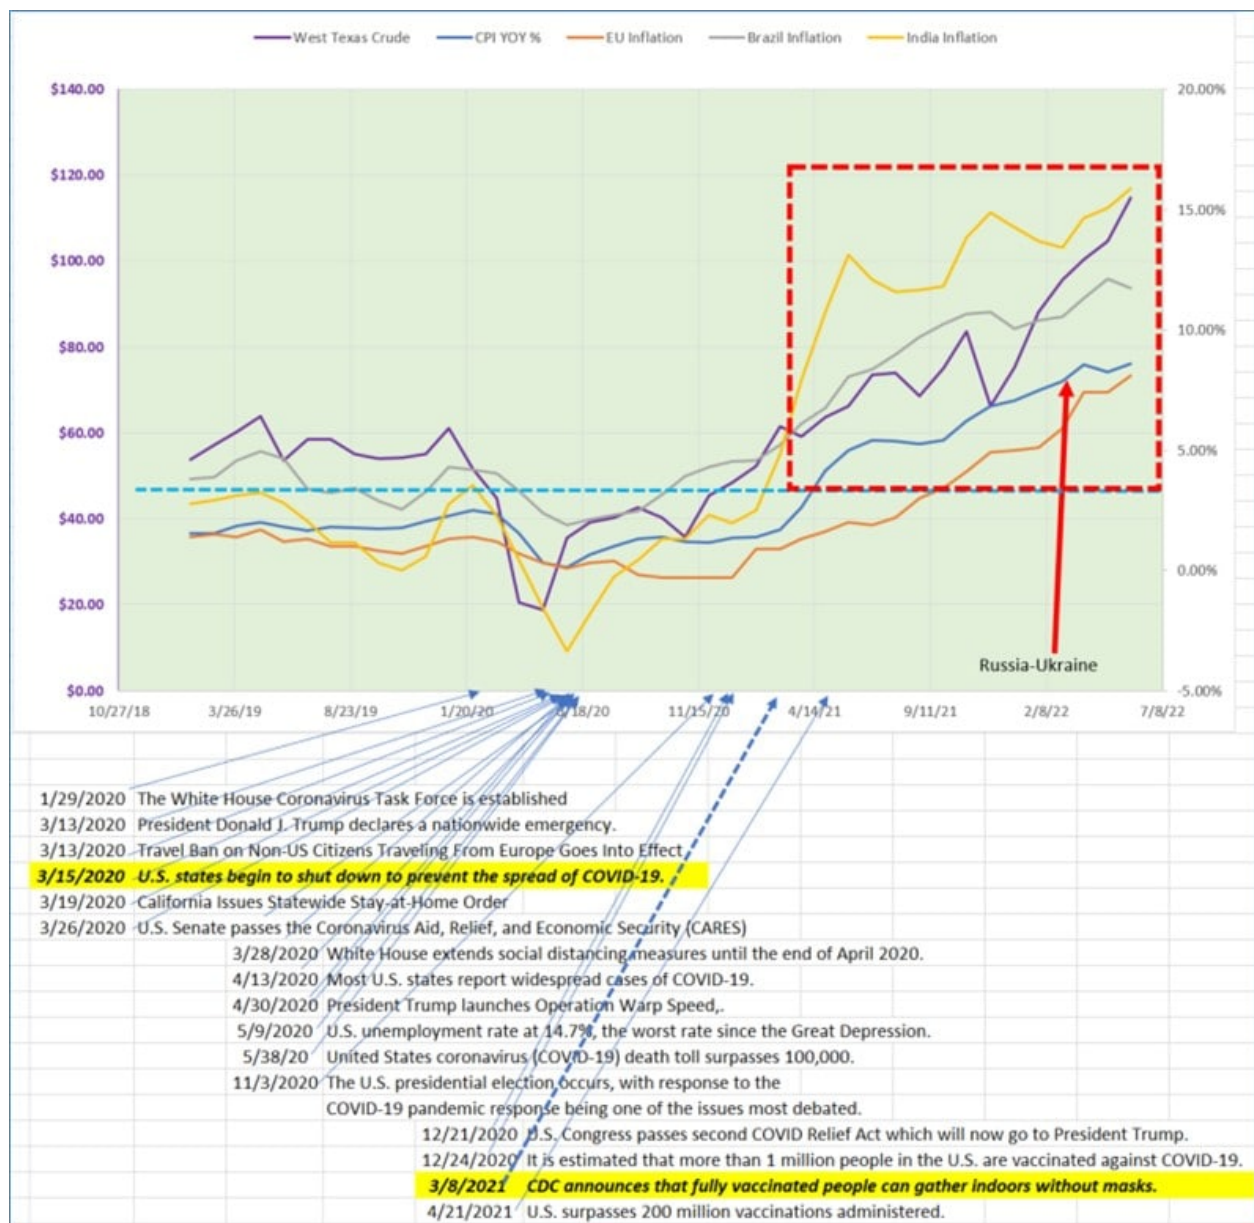 West Texas Crude CPI YOY % EU Inflation Brazil Inflation India Inflation
$140.00 20.00%
$120.00
15.00%
$100.00
$80.00 10.00%
$60.00
5.00%
$40.00
0.00%
$20.00
Russia-Ukraine
$0.00 -5.00%
10/27/18 3/26/19 8/23/19 1/20/20 6/18/20 11/15/20 4/14/21 9/11/21 2/8/22 7/8/22
1/29/2020 The White House Coronavirus Task Force is established
3/13/2020 President Donald J. Trump declares a nationwide emergency.
3/13/2020 Travel Ban on Non-US Citizens Traveling From Europe Goes Into Effect
3/15/2020 U.S. states begin to shut down to prevent the spread of COVID-19.
3/19/2020 California Issues Statewide Stay-at-Home Order
3/26/2020 U.S. Senate passes the Coronavirus Aid, Relief, and Economic Security (CARES)
3/28/2020 White House extends social distancing measures until the end of April 2020.
4/13/2020 Most U.S. states report widespread cases of COVID-19.
4/30/2020 President Trump launches Operation Warp Speed,.
5/9/2020 U.S. unemployment rate at 14.7%, the worst rate since the Great Depression.
5/38/20 United States coronavirus (COVID-19) death toll surpasses 100,000.
11/3/2020 The U.S. presidential election occurs, with response to the
COVID-19 pandemic response being one of the issues most debated.
12/21/2020 U.S. Congress passes second COVID Relief Act which will now go to President Trump.
12/24/2020 It is estimated that more than 1 million people in the U.S. are vaccinated against COVID-19.
3/8/2021 CDC announces that fully vaccinated people can gather indoors without masks.
4/21/2021 U.S. surpasses 200 million vaccinations administered.